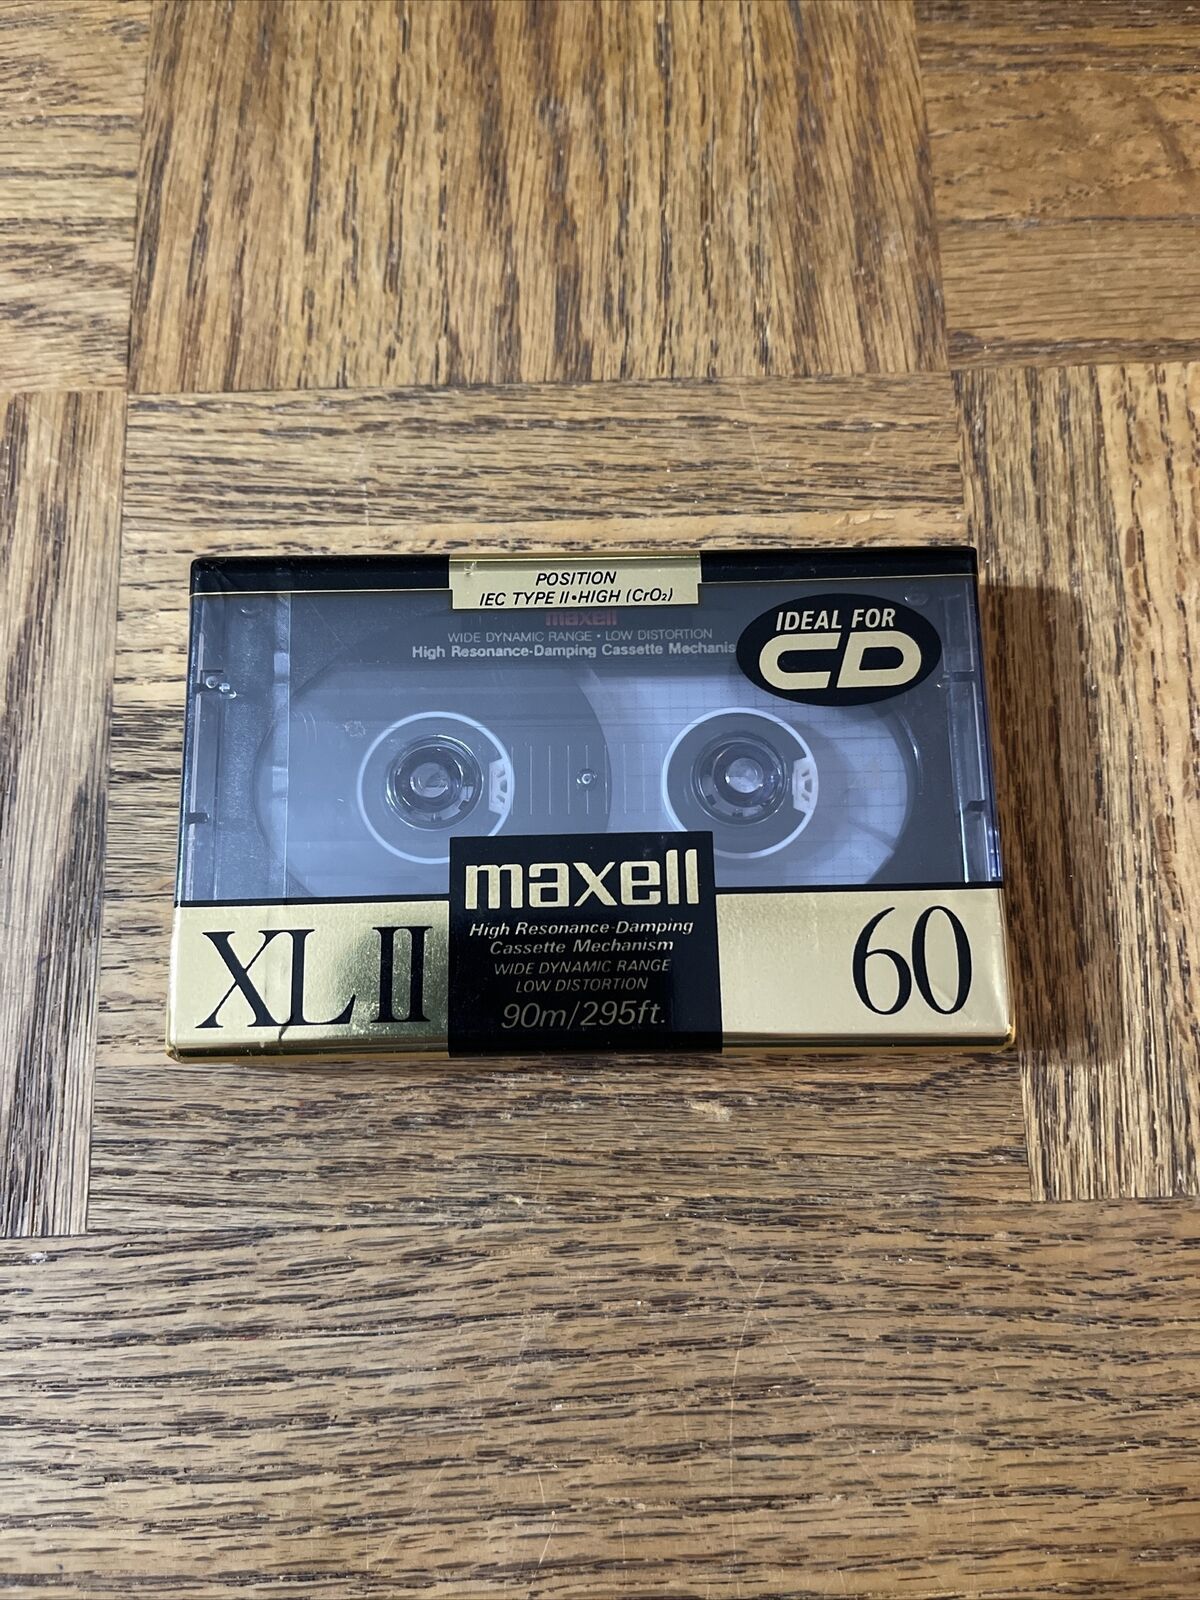 POSITION
IEC TYPE II•HIGH (CrO₂)
maxell
WIDE DYNAMIC RANGE • LOW DISTORTION
High Resonance-Damping Cassette Mechanis
IDEAL FOR
CD
maxell
High Resonance-Damping
Cassette Mechanism
WIDE DYNAMIC RANGE
LOW DISTORTION
90m/295ft.
XL II
60